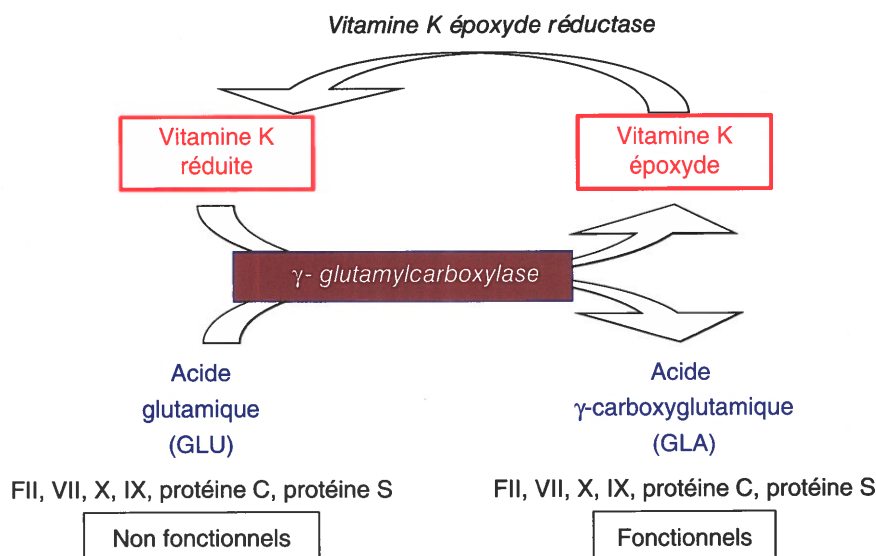 Vitamine K époxyde réductase
Vitamine K
réduite
Vitamine K
époxyde
γ- glutamylcarboxylase
Acide
glutamique
(GLU)
Acide
γ-carboxyglutamique
(GLA)
FII, VII, X, IX, protéine C, protéine S
FII, VII, X, IX, protéine C, protéine S
Non fonctionnels
Fonctionnels